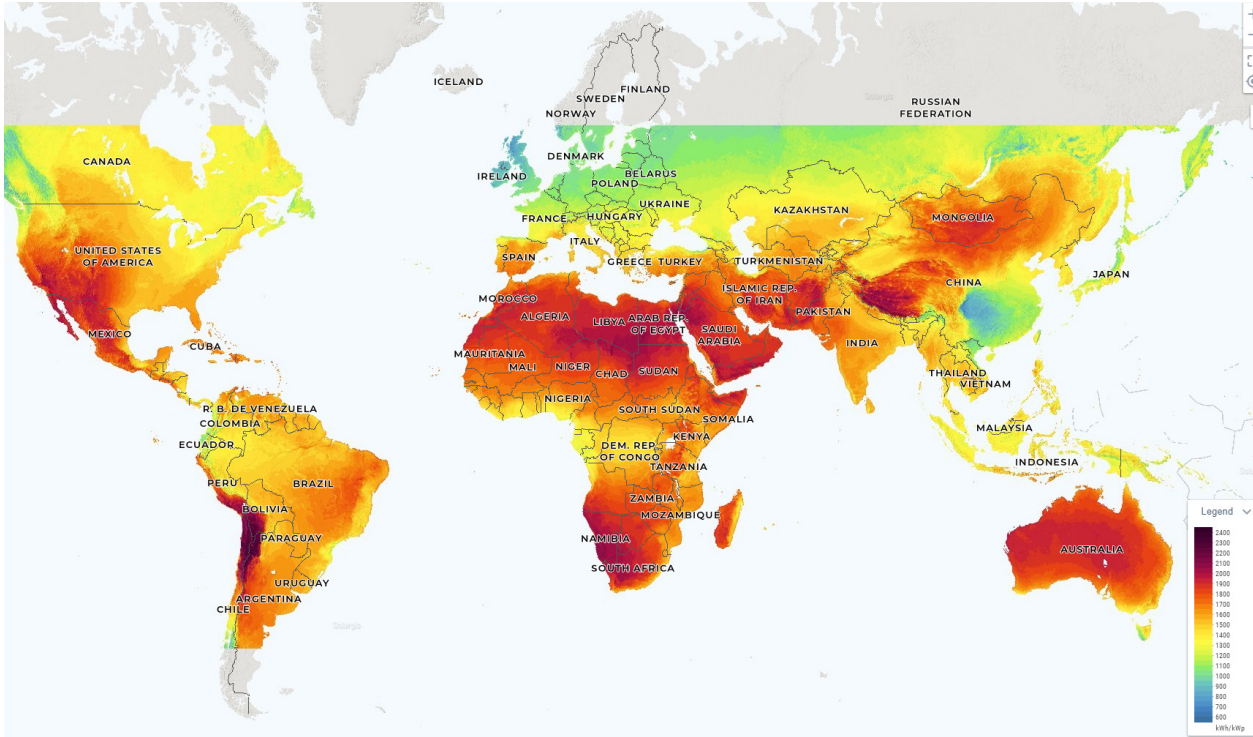 ICELAND
FINLAND
SWEDEN
NORWAY
RUSSIAN
FEDERATION
CANADA
DENMARK
IRELAND
BELARUS
POLAND
UKRAINE
FRANCE
HUNGARY
KAZAKHSTAN
MONGOLIA
UNITED STATES
OF AMERICA
ITALY
SPAIN
GREECE
TURKEY
TURKMENISTAN
CHINA
JAPAN
MOROCCO
ISLAMIC REP.
OF IRAN
PAKISTAN
ALGERIA
LIBYA
ARAB REP.
OF EGYPT
SAUDI
ARABIA
MEXICO
CUBA
INDIA
MAURITANIA
MALI
NIGER
CHAD
SUDAN
THAILAND
VIETNAM
NIGERIA
R. B. DE VENEZUELA
SOUTH SUDAN
SOMALIA
COLOMBIA
MALAYSIA
ECUADOR
KENYA
DEM. REP.
OF CONGO
INDONESIA
TANZANIA
PERU
BRAZIL
ZAMBIA
BOLIVIA
MOZAMBIQUE
PARAGUAY
NAMIBIA
AUSTRALIA
SOUTH AFRICA
URUGUAY
ARGENTINA
CHILE
Solargis
Legend
2400
2300
2200
2100
2000
1900
1800
1700
1600
1500
1400
1300
1200
1100
1000
900
800
700
600
kWh/kWp